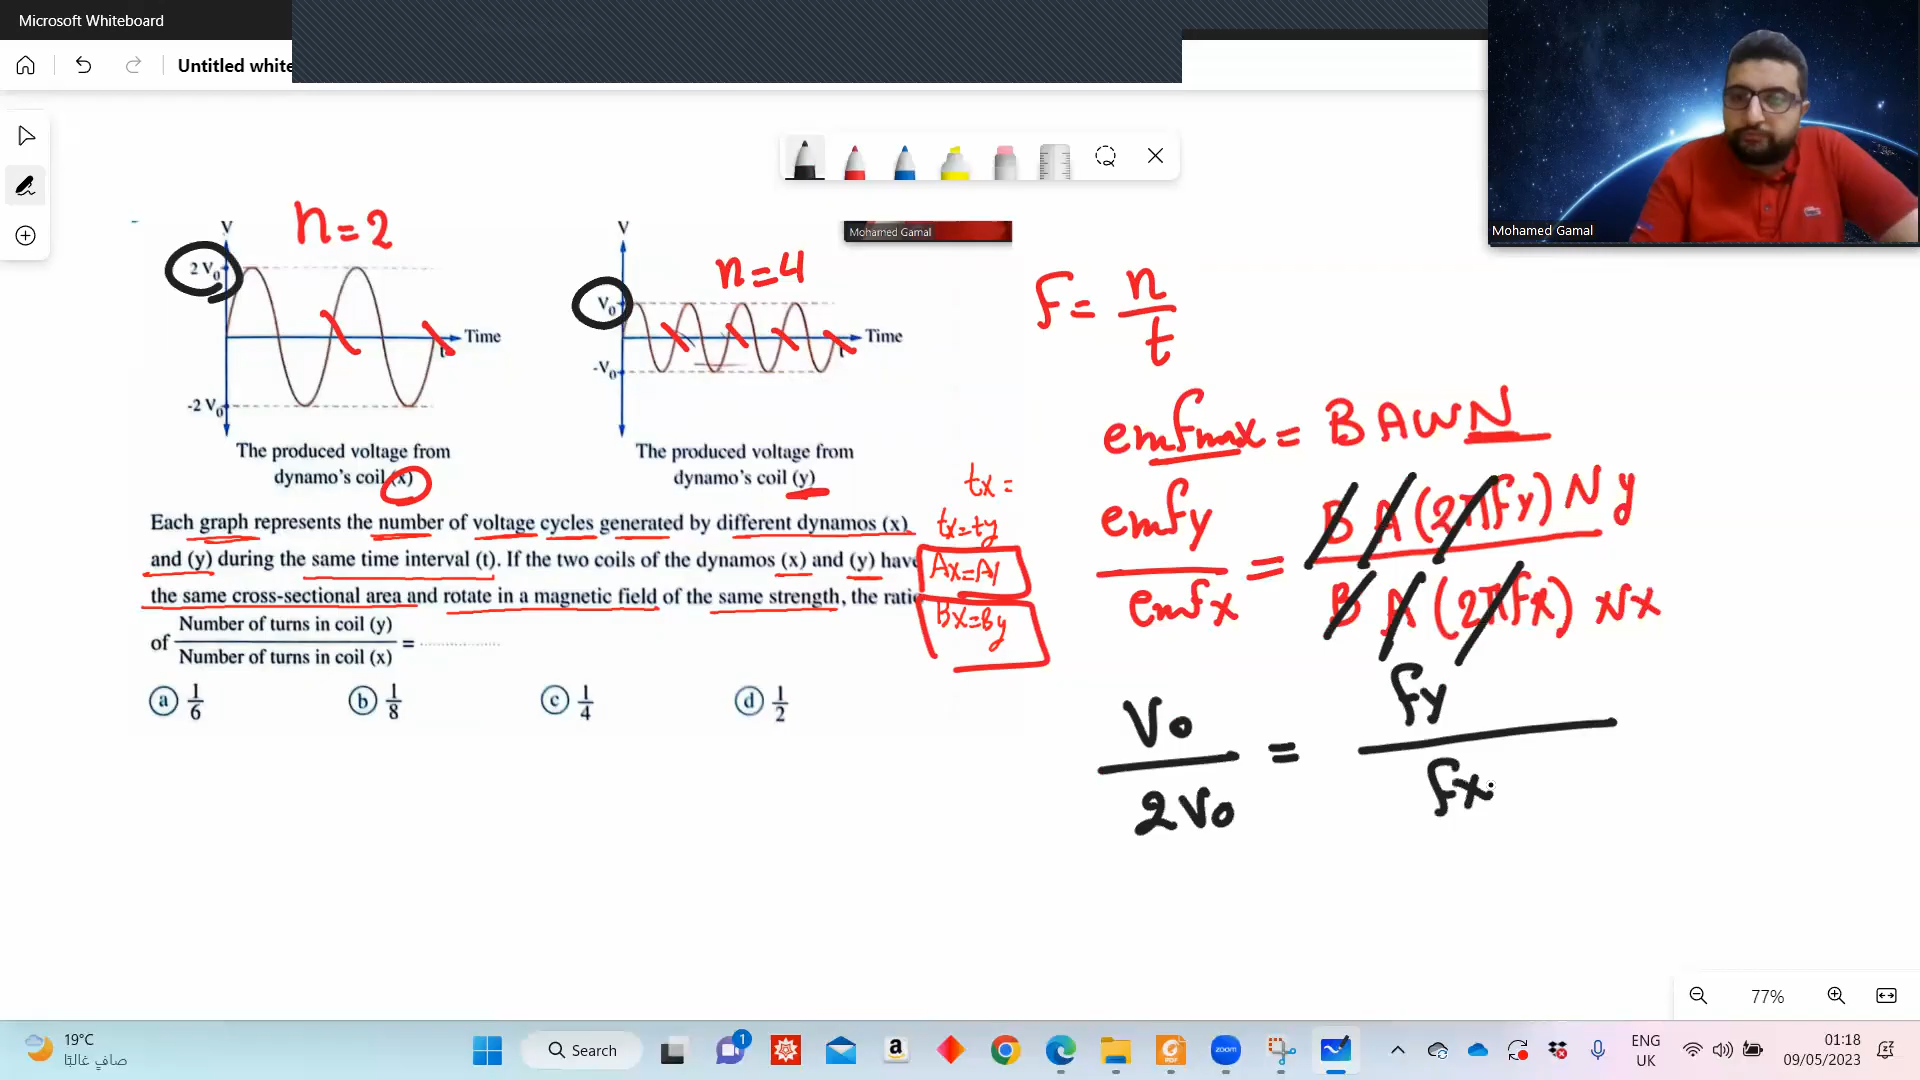 Microsoft Whiteboard
Untitled white
Mohamed Gamal
Mohamed Gamal
V
2 V0
-2 V0
Time
t
n=2
The produced voltage from
dynamo's coil (x)
V
V0
-V0
Time
t
n=4
The produced voltage from
dynamo's coil (y)
Each graph represents the number of voltage cycles generated by different dynamos (x)
and (y) during the same time interval (t). If the two coils of the dynamos (x) and (y) have
the same cross-sectional area and rotate in a magnetic field of the same strength, the ratio
of Number of turns in coil (y) / Number of turns in coil (x) = ..............
a 1/6 b 1/8 c 1/4 d 1/2
tx =
tx=ty
Ax=Ay
Bx=By
F = n/t
emfmax = BAWN
emfy / emfx = B A (2πfy) Ny / B A (2πfx) Nx
V0 / 2V0 = fy / fx
77%
19°C
صافٍ غالبًا
Search
1
a
zoom
ENG
UK
01:18
09/05/2023